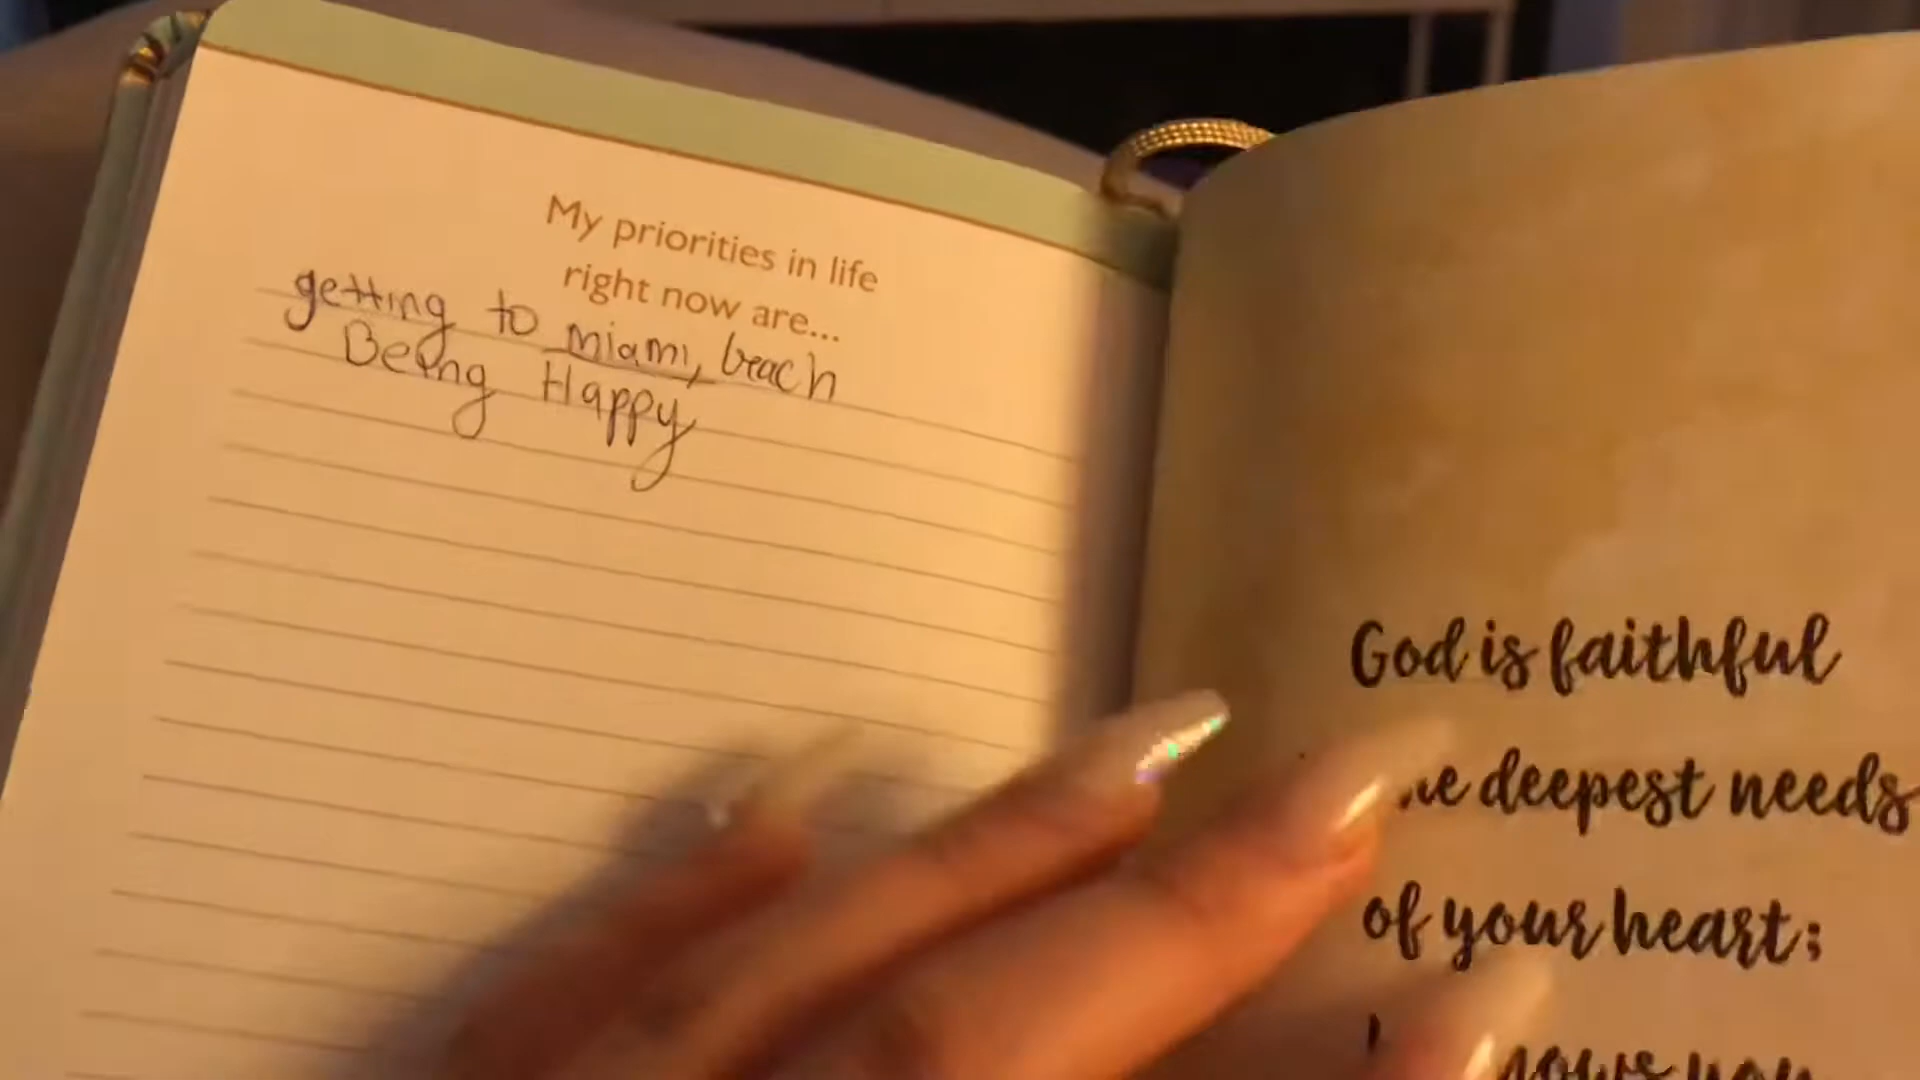 My priorities in life
right now are...
getting to miami, beach
Being Happy
God is faithful
deepest needs
of your heart;
you